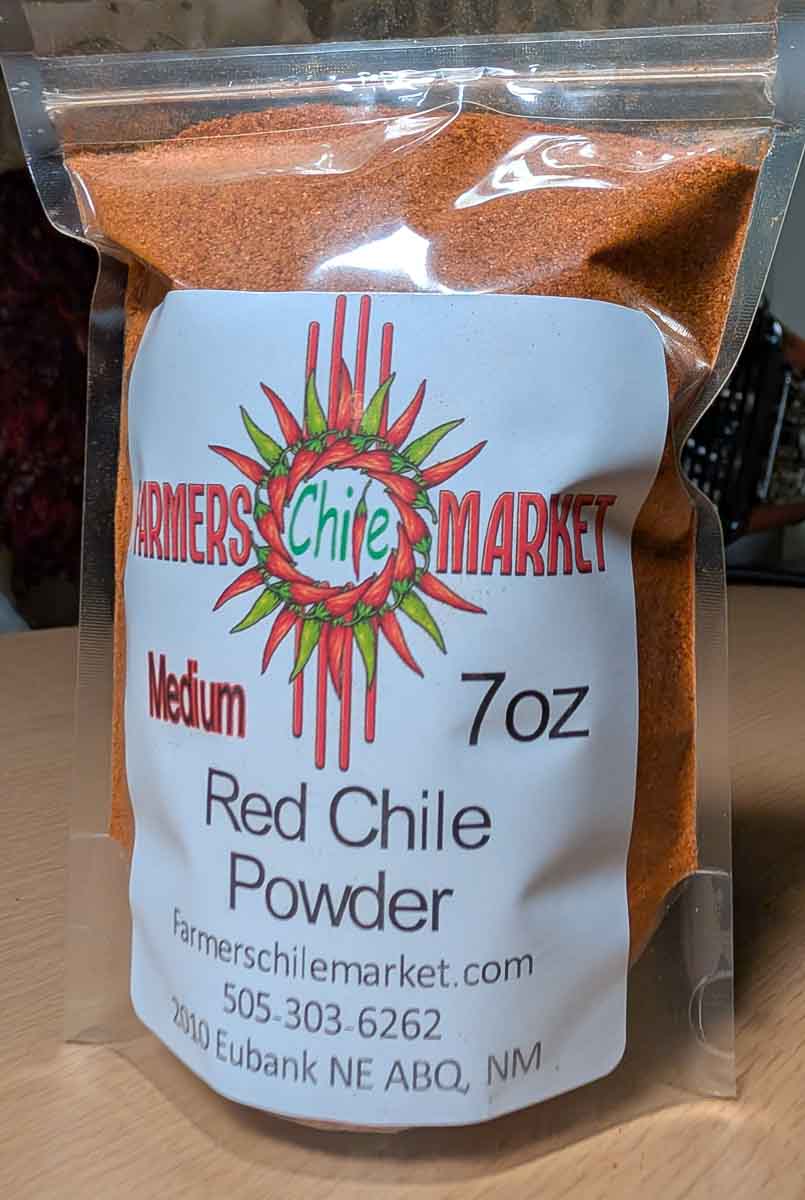 FARMERS Chile MARKET
Medium 7oz
Red Chile
Powder
Farmerschilemarket.com
505-303-6262
2010 Eubank NE ABQ, NM